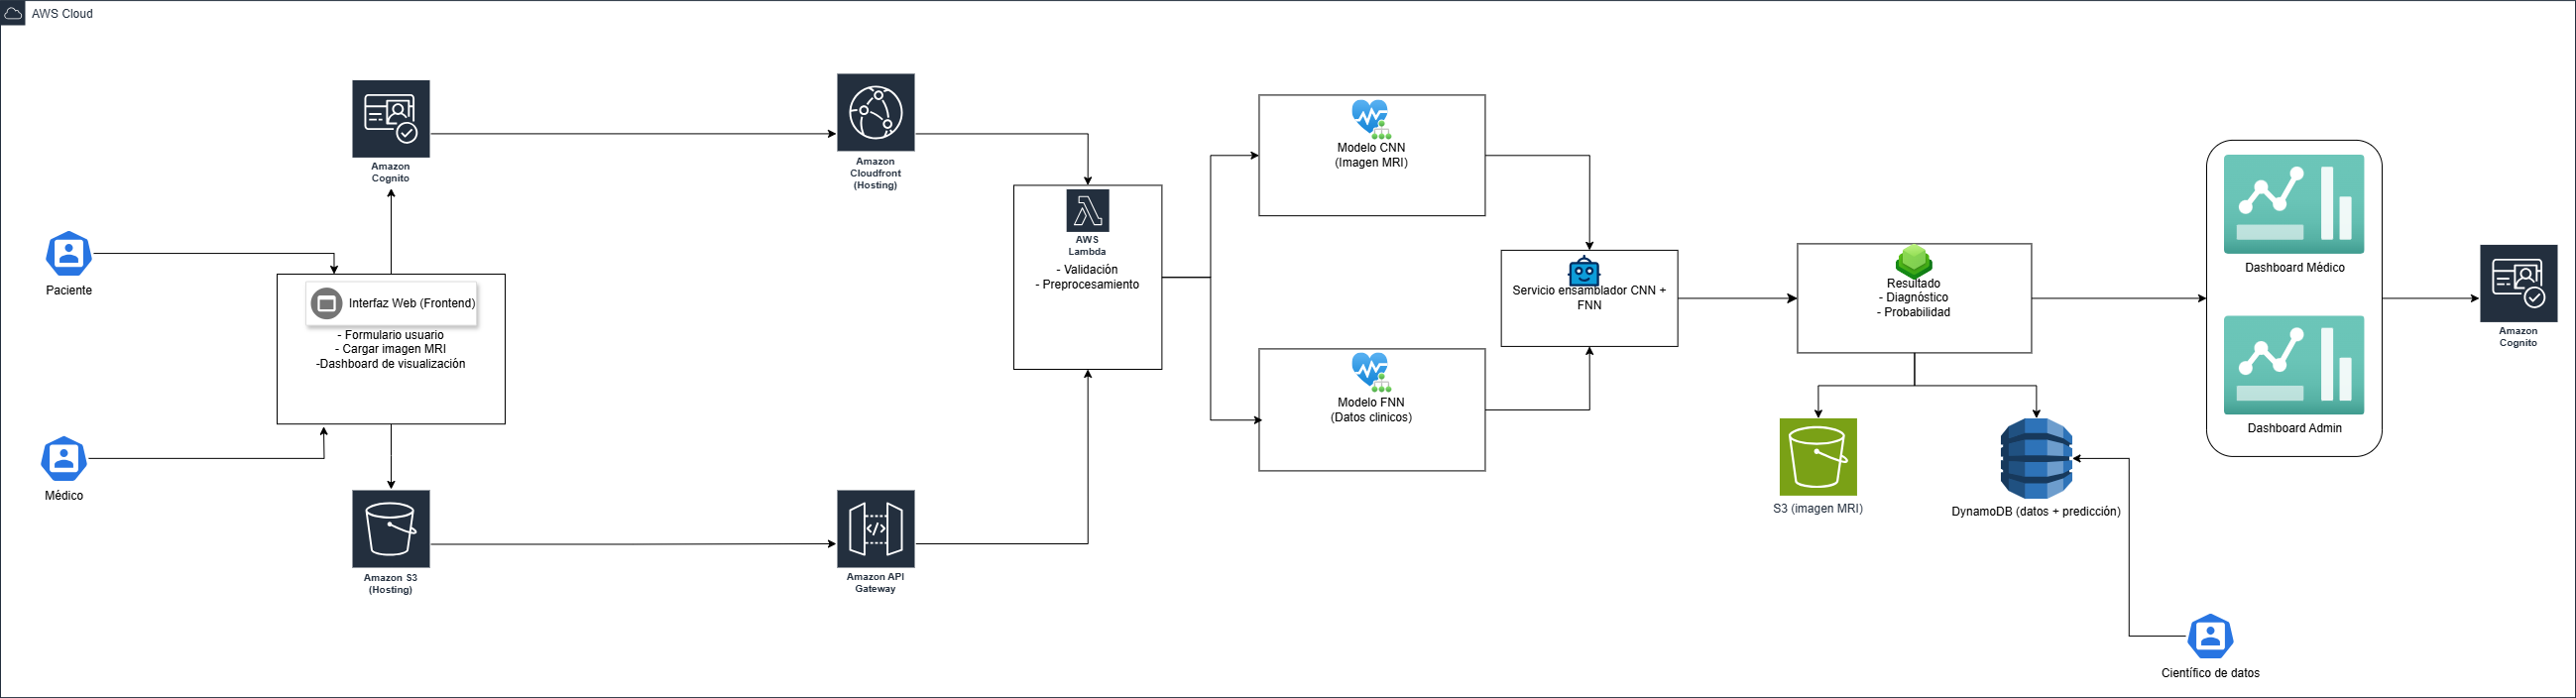 AWS Cloud
Paciente
Médico
Interfaz Web (Frontend)
- Formulario usuario
- Cargar imagen MRI
-Dashboard de visualización
Amazon
Cognito
Amazon S3
(Hosting)
Amazon
Cloudfront
(Hosting)
Amazon API
Gateway
AWS
Lambda
- Validación
- Preprocesamiento
Modelo CNN
(Imagen MRI)
Modelo FNN
(Datos clinicos)
Servicio ensamblador CNN +
FNN
Resultado
- Diagnóstico
- Probabilidad
S3 (imagen MRI)
DynamoDB (datos + predicción)
Científico de datos
Dashboard Médico
Dashboard Admin
Amazon
Cognito